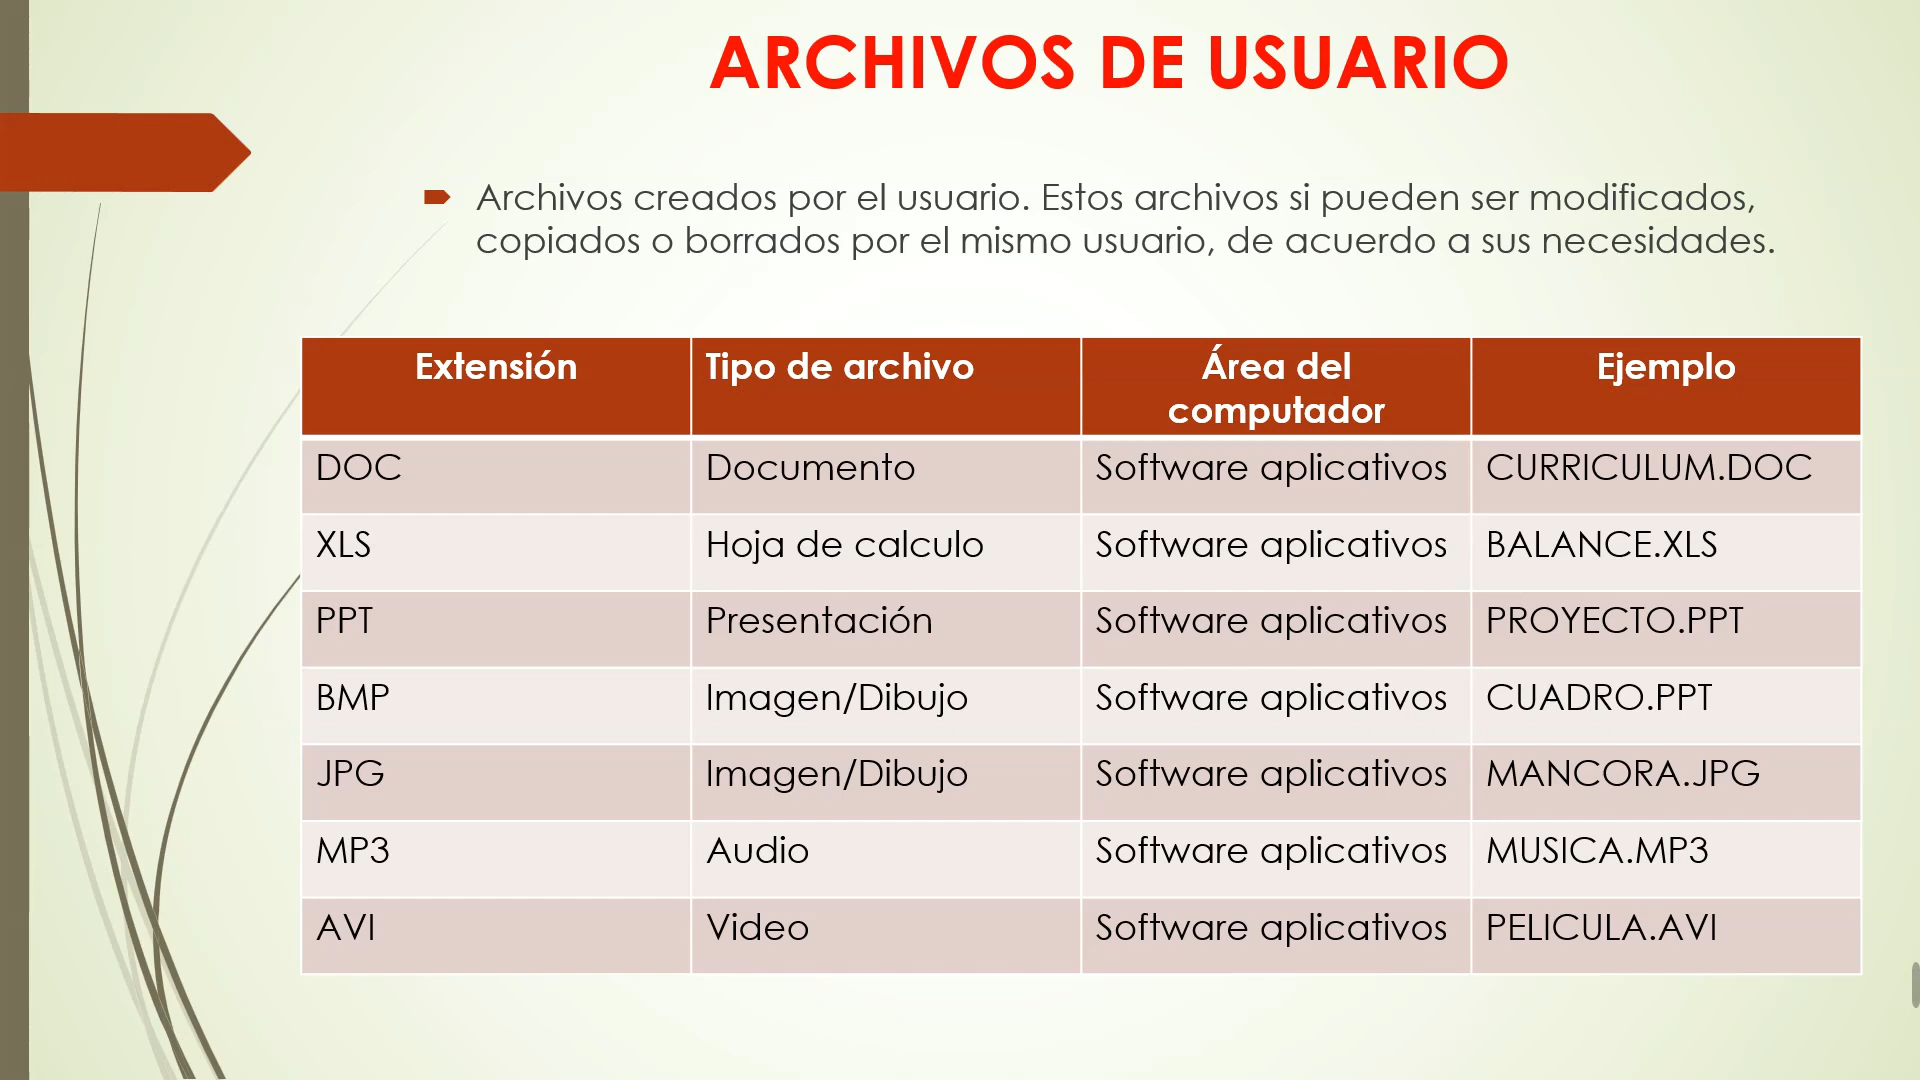 ARCHIVOS DE USUARIO
Archivos creados por el usuario. Estos archivos si pueden ser modificados,
copiados o borrados por el mismo usuario, de acuerdo a sus necesidades.
Extensión Tipo de archivo Área del computador Ejemplo
DOC Documento Software aplicativos CURRICULUM.DOC
XLS Hoja de calculo Software aplicativos BALANCE.XLS
PPT Presentación Software aplicativos PROYECTO.PPT
BMP Imagen/Dibujo Software aplicativos CUADRO.PPT
JPG Imagen/Dibujo Software aplicativos MANCORA.JPG
MP3 Audio Software aplicativos MUSICA.MP3
AVI Video Software aplicativos PELICULA.AVI